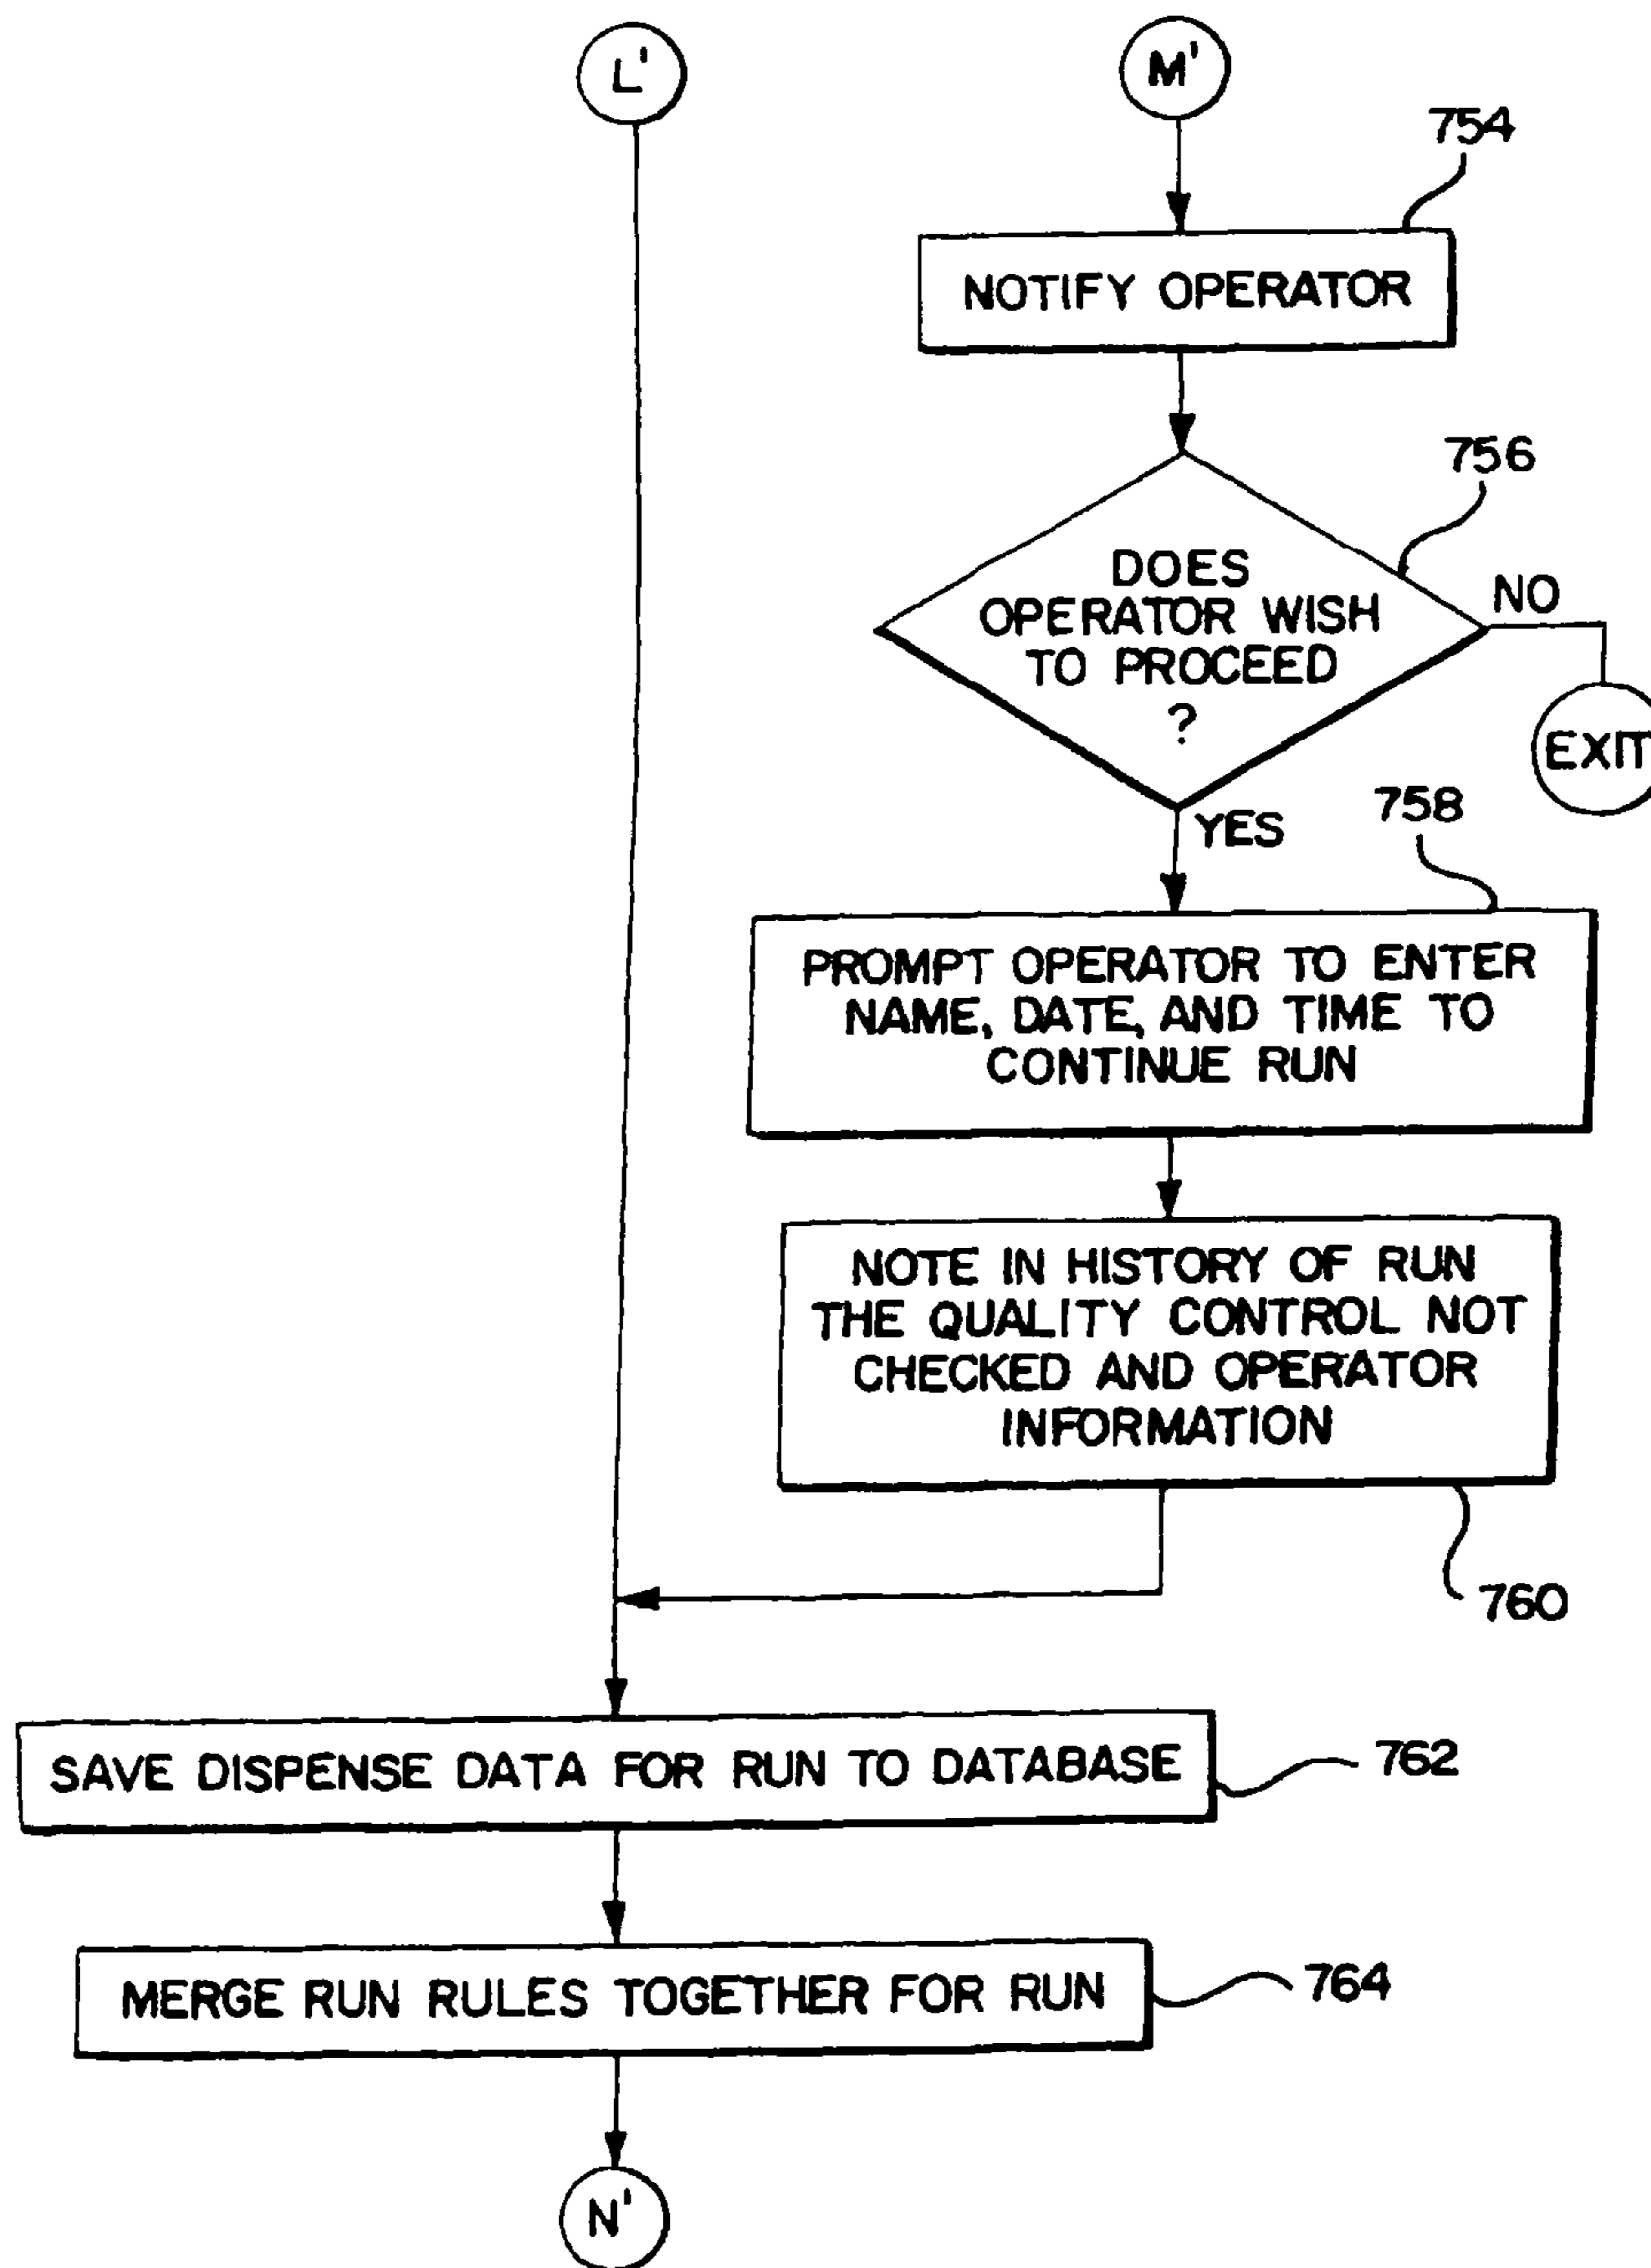 L'
M'
754
NOTIFY OPERATOR
756
DOES
OPERATOR WISH
TO PROCEED
?
NO
EXIT
YES
758
PROMPT OPERATOR TO ENTER
NAME, DATE, AND TIME TO
CONTINUE RUN
NOTE IN HISTORY OF RUN
THE QUALITY CONTROL NOT
CHECKED AND OPERATOR
INFORMATION
760
SAVE DISPENSE DATA FOR RUN TO DATABASE
762
MERGE RUN RULES TOGETHER FOR RUN
764
N'